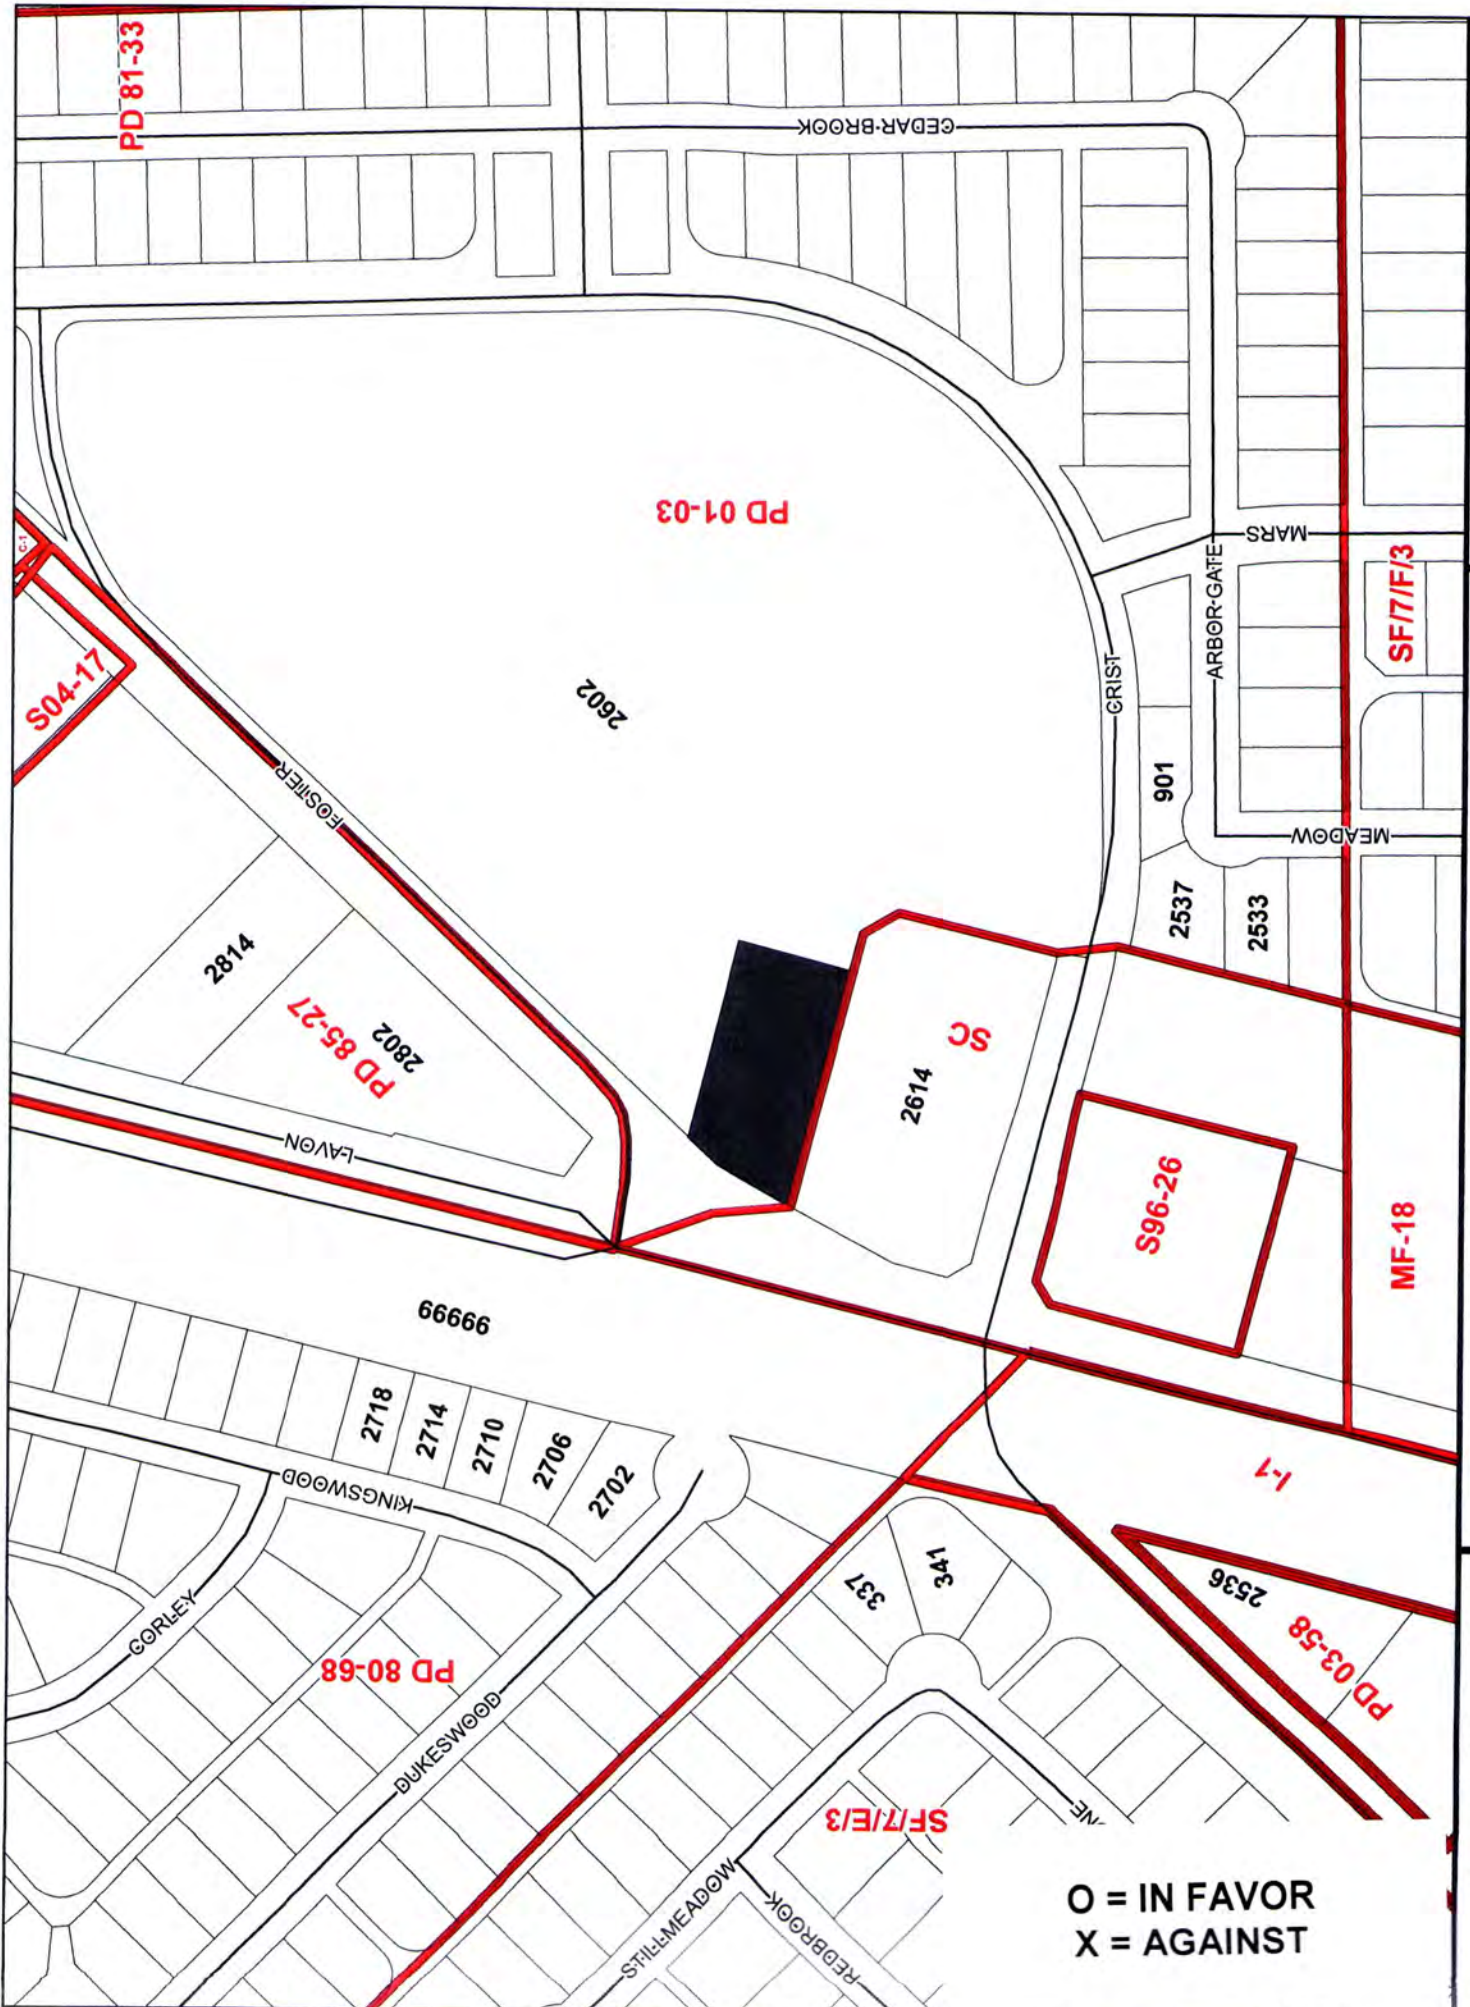 PD 81-33
CEDAR-BROOK
PD 01-03
C-1
S04-17
MARS
ARBOR-GATE
SF/7/F/3
2602
CRIST
FOSTER
901
MEADOW
2814
2537
2533
PD 85-27
2802
SC
2614
LAVON
S96-26
MF-18
99999
2718
2714
2710
2706
2702
KINGSWOOD
I-1
341
337
2536
CORLEY
PD 03-58
PD 80-68
DUKESWOOD
SF/7/E/3
NE
STILLMEADOW
REDBROOK
O = IN FAVOR
X = AGAINST